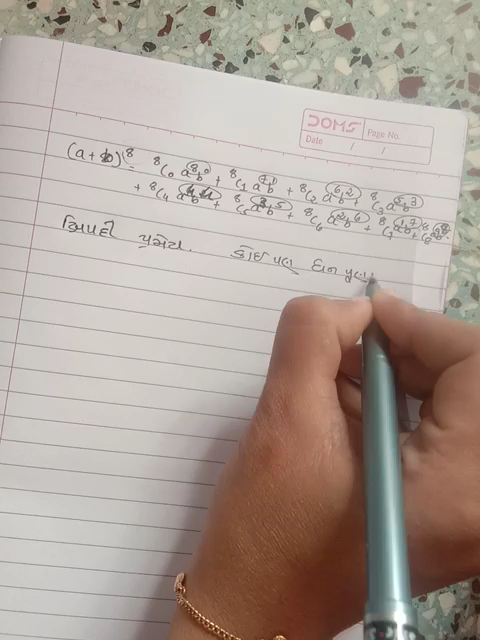 DOMS Page No.
Date / /
(a+b)⁸ = ⁸C₀ a⁸b⁰ + ⁸C₁ a⁷b¹ + ⁸C₂ a⁶b² + ⁸C₃ a⁵b³
+ ⁸C₄ a⁴b⁴ + ⁸C₅ a³b⁵ + ⁸C₆ a²b⁶ + ⁸C₇ a¹b⁷ + ⁸C₈ a⁰b⁸
દ્વિપદી પ્રમેય. કોઈ પણ ધન પૂર્ણાં